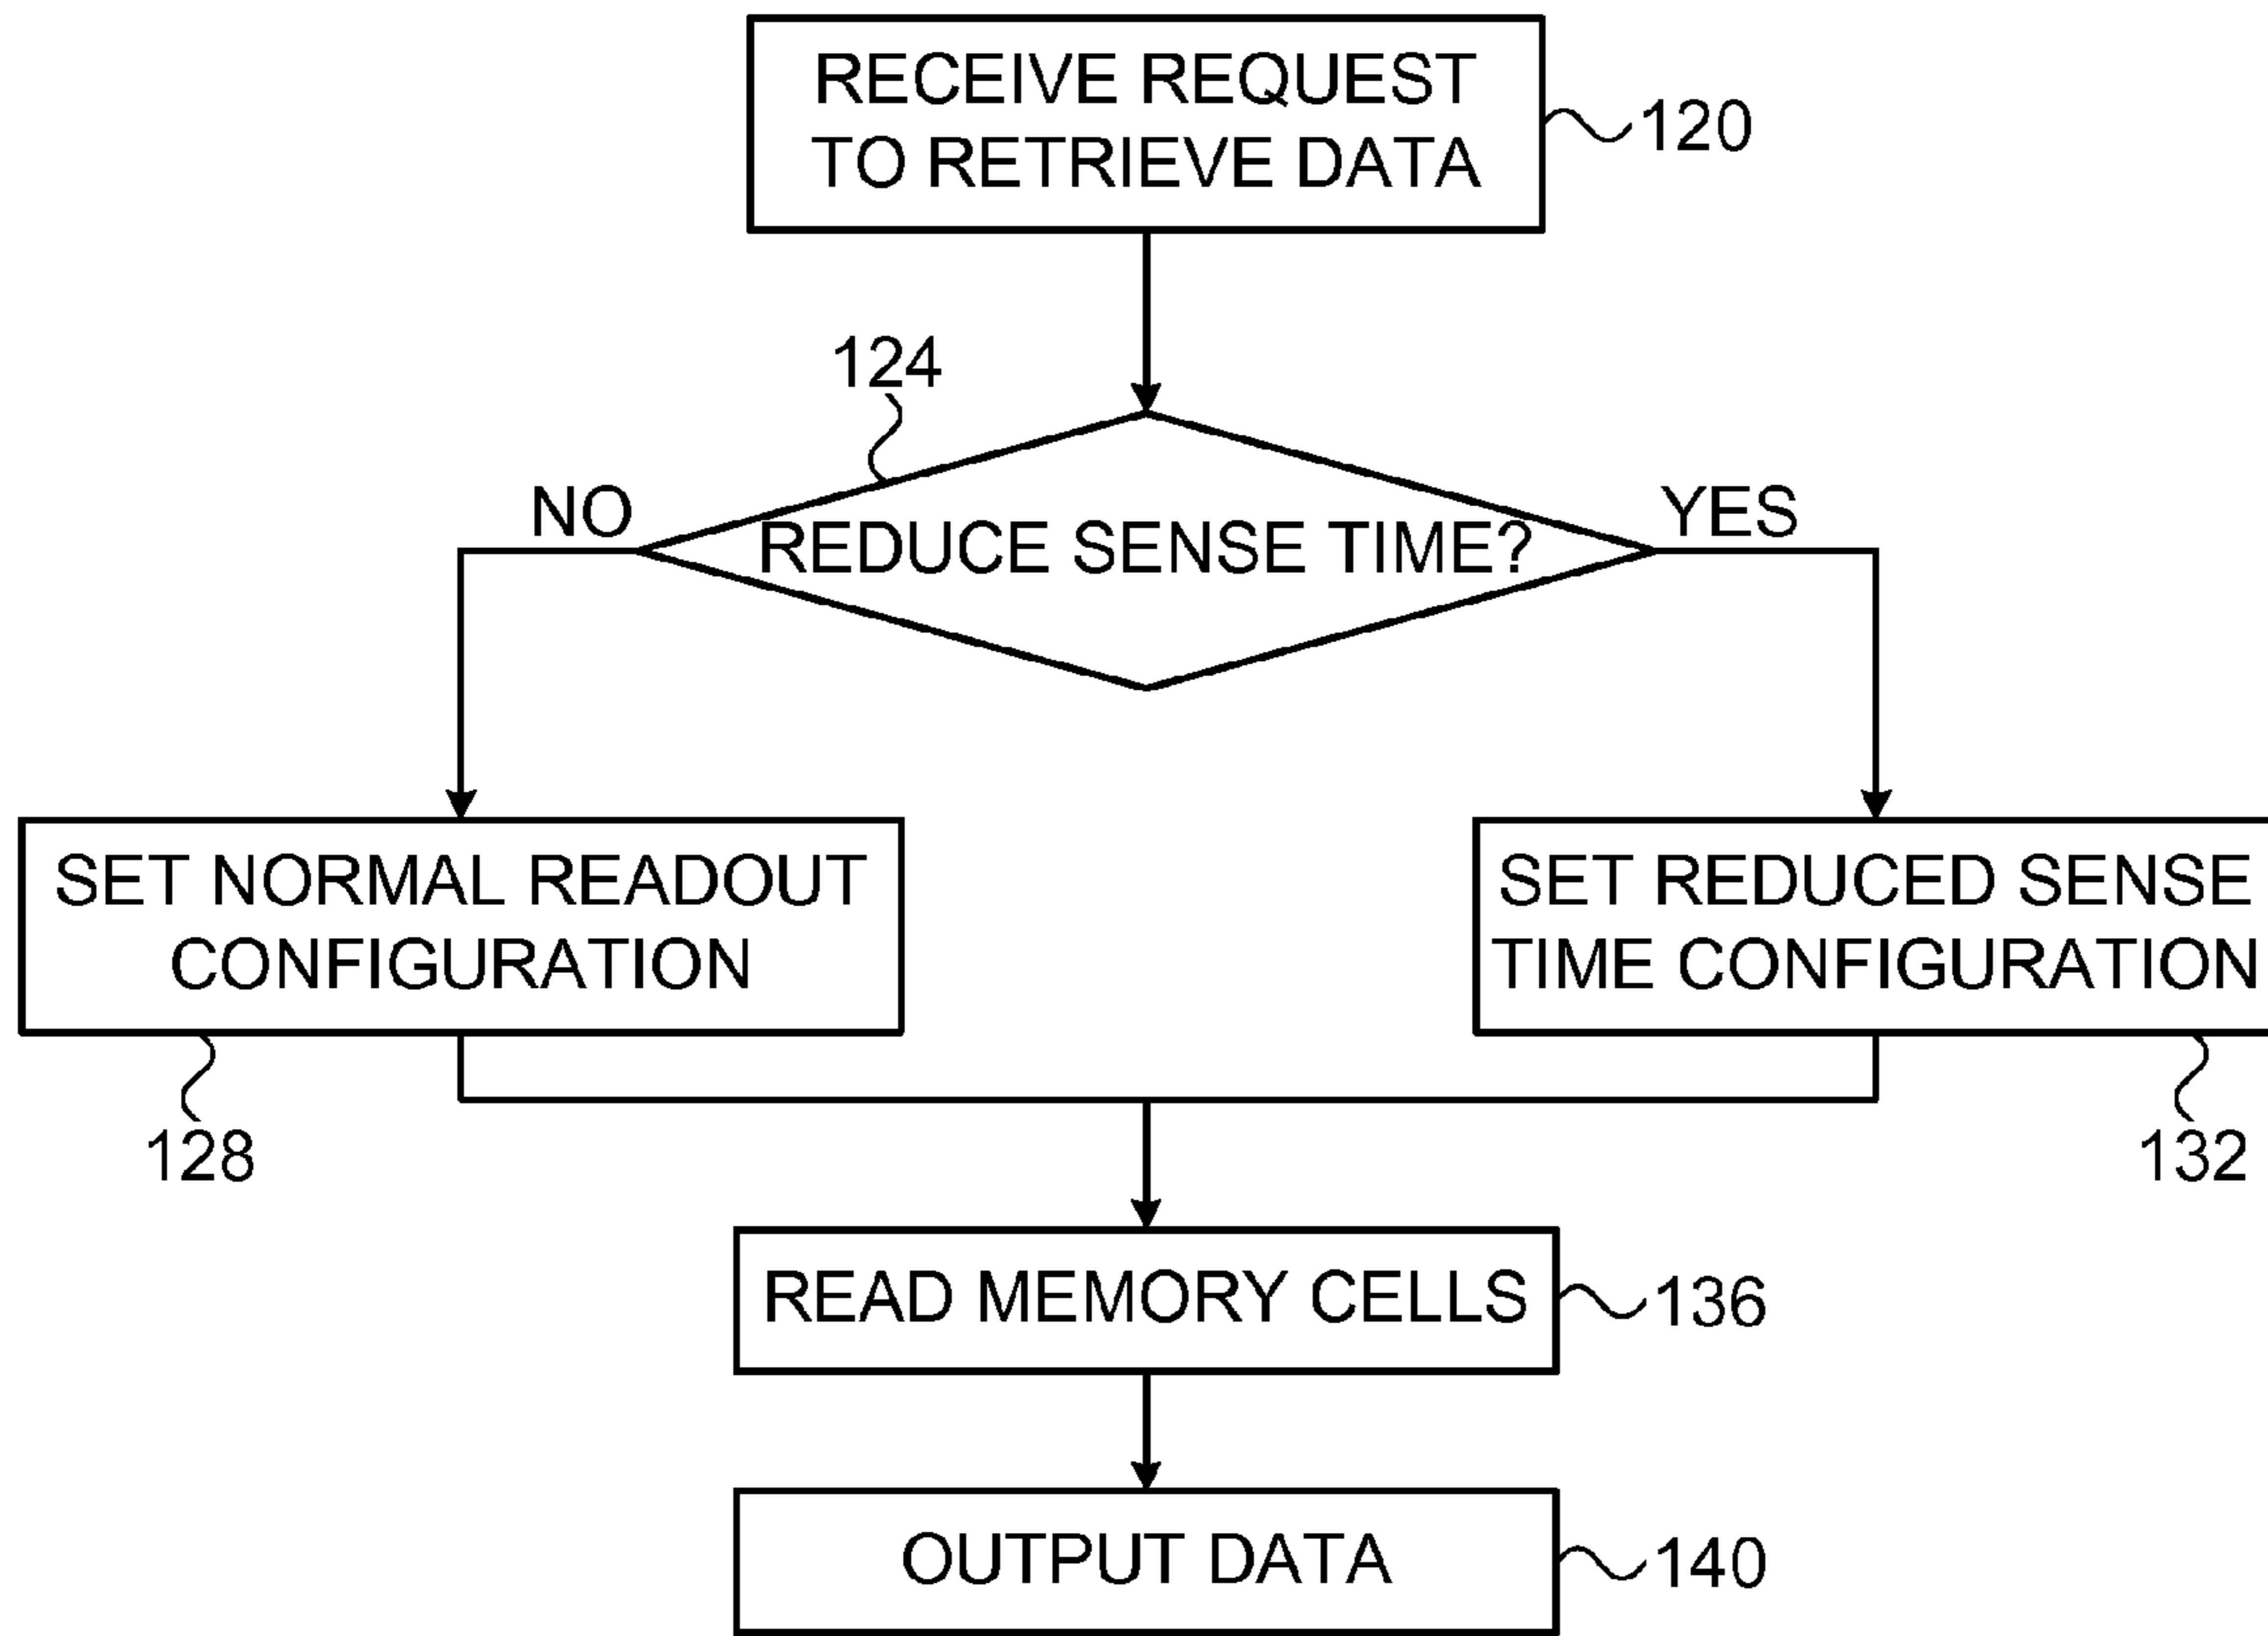 RECEIVE REQUEST
TO RETRIEVE DATA
120
124
NO
REDUCE SENSE TIME?
YES
SET NORMAL READOUT
CONFIGURATION
128
SET REDUCED SENSE
TIME CONFIGURATION
132
READ MEMORY CELLS
136
OUTPUT DATA
140